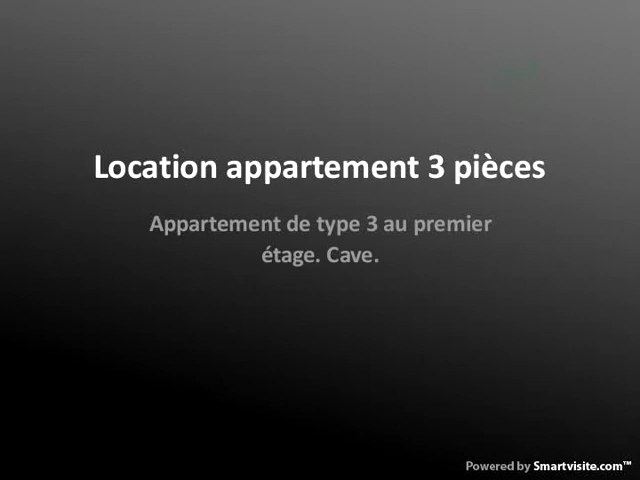 Location appartement 3 pièces
Appartement de type 3 au premier
étage. Cave.
Powered by Smartvisite.com™